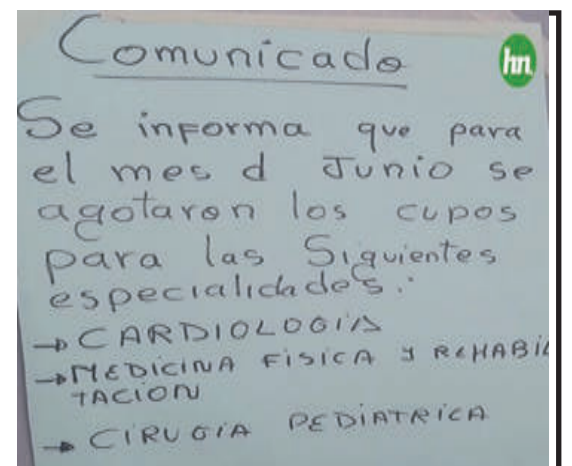 Comunicado
hn
Se informa que para
el mes d Junio se
agotaron los cupos
para las Siguientes
especialidades:
→ CARDIOLOGIA
→ MEDICINA FISICA Y REHABIL
TACION
→ CIRUGIA PEDIATRICA